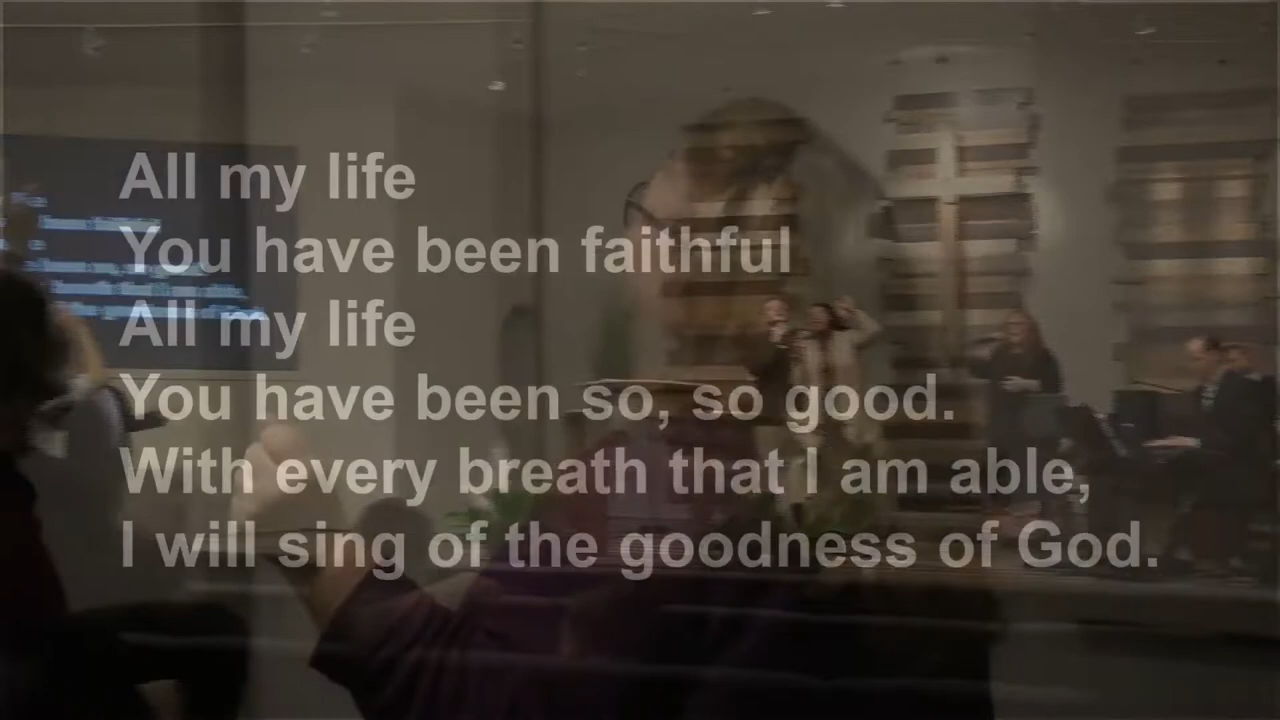 All my life
You have been faithful
All my life
You have been so, so good.
With every breath that I am able,
I will sing of the goodness of God.